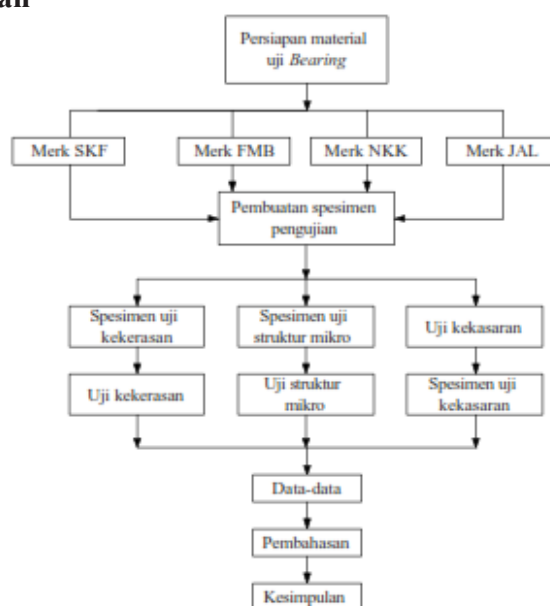 an
Persiapan material
uji Bearing
Merk SKF
Merk FMB
Merk NKK
Merk JAL
Pembuatan spesimen
pengujian
Spesimen uji
kekerasan
Spesimen uji
struktur mikro
Uji kekasaran
Uji kekerasan
Uji struktur
mikro
Spesimen uji
kekasaran
Data-data
Pembahasan
Kesimpulan